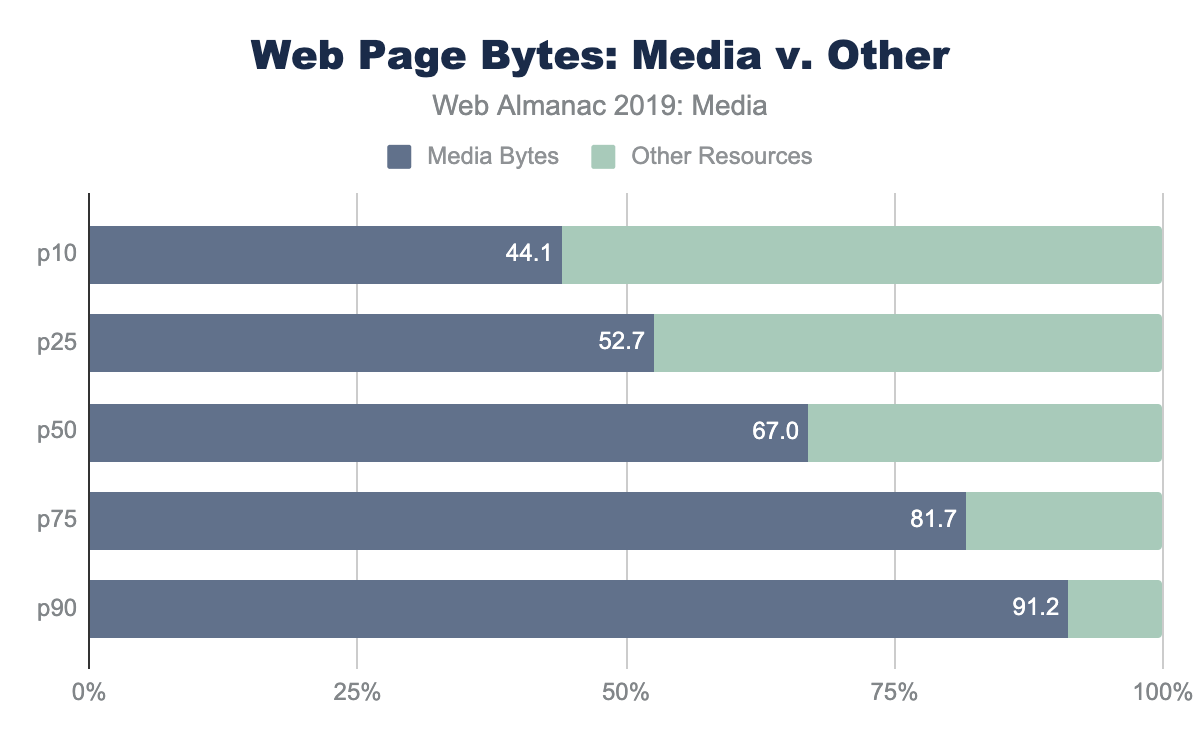 Web Page Bytes: Media v. Other
Web Almanac 2019: Media
Media Bytes Other Resources
p10 44.1
p25 52.7
p50 67.0
p75 81.7
p90 91.2
0% 25% 50% 75% 100%